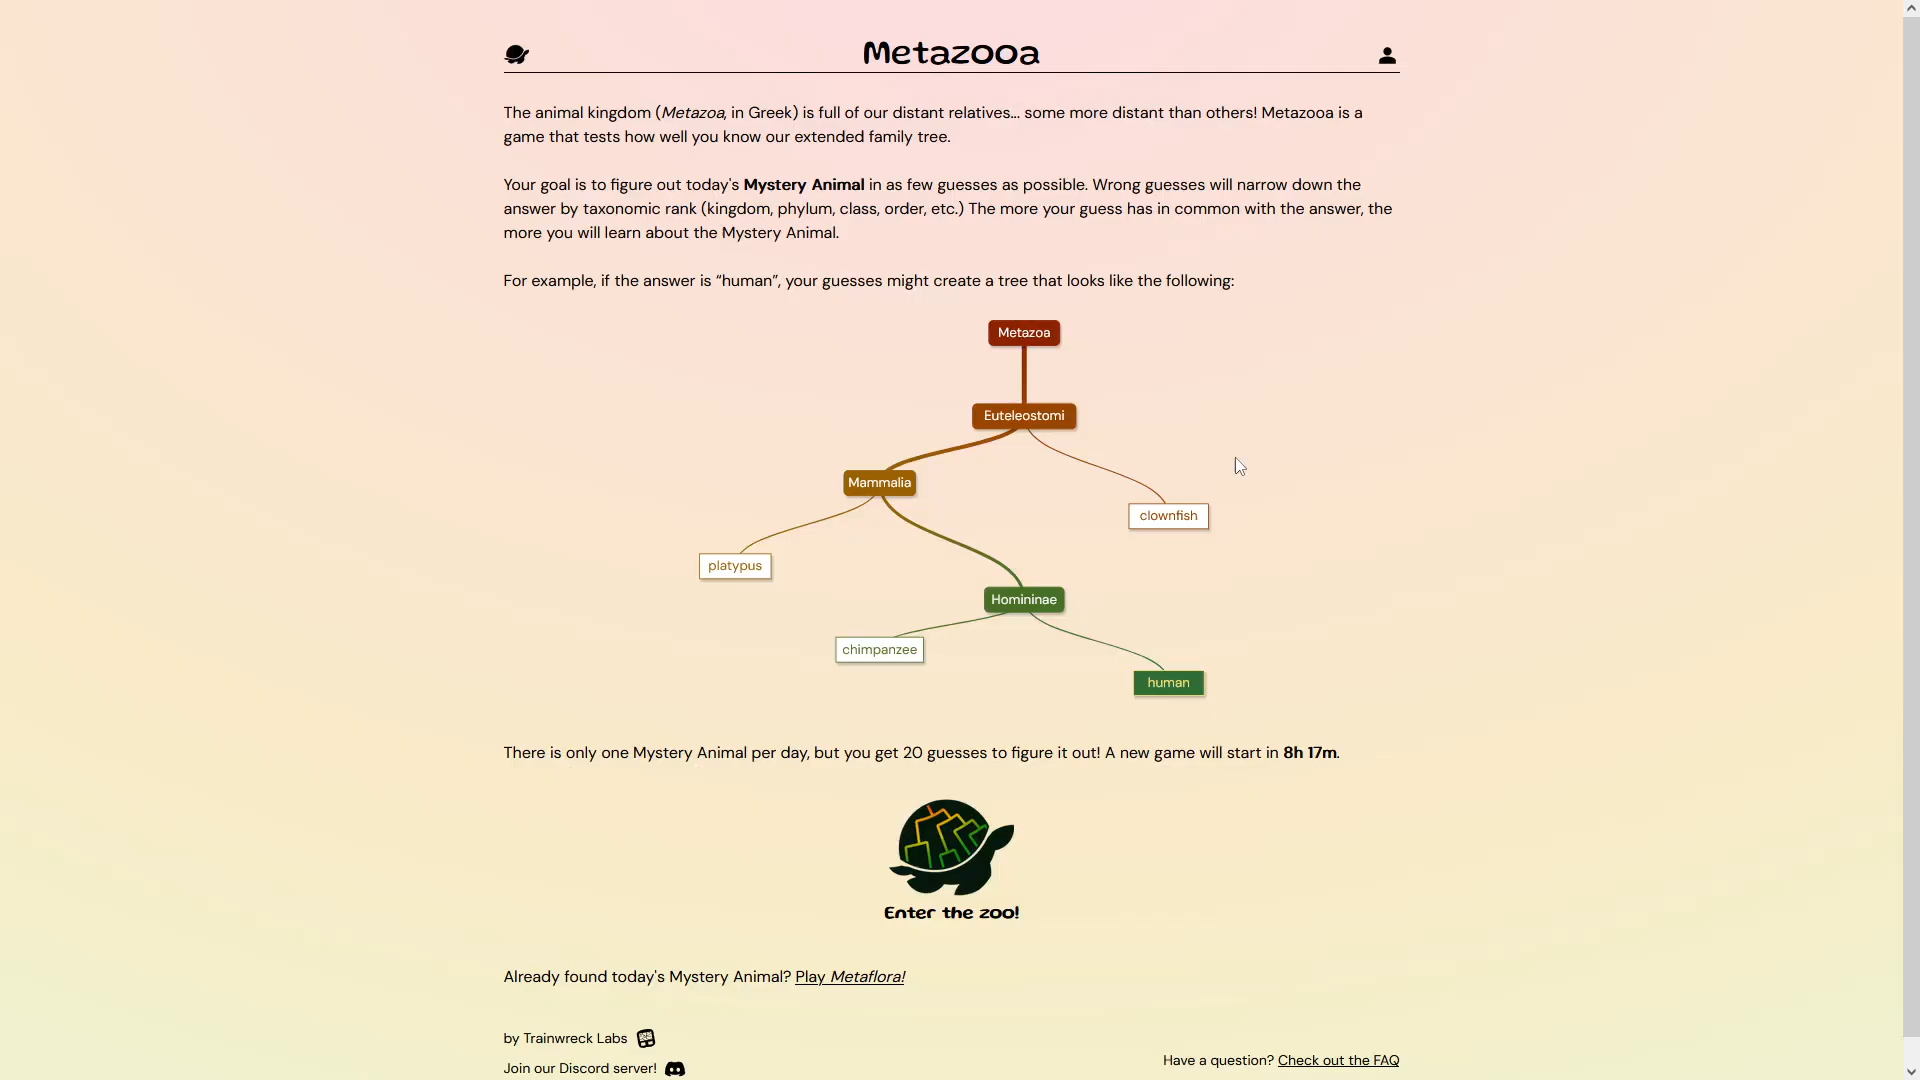 Metazooa
The animal kingdom (Metazoa, in Greek) is full of our distant relatives... some more distant than others! Metazooa is a
game that tests how well you know our extended family tree.
Your goal is to figure out today's Mystery Animal in as few guesses as possible. Wrong guesses will narrow down the
answer by taxonomic rank (kingdom, phylum, class, order, etc.) The more your guess has in common with the answer, the
more you will learn about the Mystery Animal.
For example, if the answer is “human”, your guesses might create a tree that looks like the following:
Metazoa
Euteleostomi
Mammalia
clownfish
platypus
Homininae
chimpanzee
human
There is only one Mystery Animal per day, but you get 20 guesses to figure it out! A new game will start in 8h 17m.
Enter the zoo!
Already found today's Mystery Animal? Play Metaflora!
by Trainwreck Labs
Join our Discord server!
Have a question? Check out the FAQ